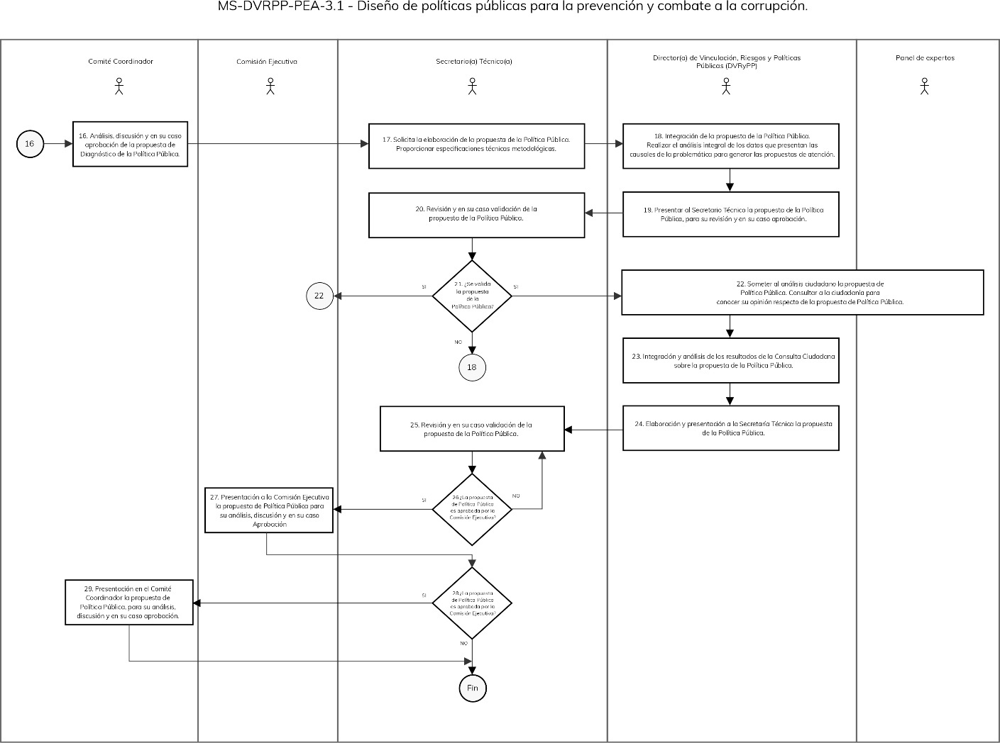 MS-DVRPP-PEA-3.1 - Diseño de políticas públicas para la prevención y combate a la corrupción.
Comité Coordinador
Comisión Ejecutiva
Secretario(a) Técnico(a)
Director(a) de Vinculación, Riesgos y Políticas
Públicas (DVRyPP)
Panel de expertos
16
16. Análisis, discusión y en su caso
aprobación de la propuesta de
Diagnóstico de la Política Pública.
17. Solicita la elaboración de la propuesta de la Política Pública.
Proporcionar especificaciones técnicas metodológicas.
18. Integración de la propuesta de la Política Pública.
Realizar el análisis integral de los datos que presentan las
causales de la problemática para generar las propuestas de atención.
20. Revisión y en su caso validación de la
propuesta de la Política Pública.
19. Presentar al Secretario Técnico la propuesta de la Política
Pública, para su revisión y en su caso aprobación.
22
SI
21. ¿Se valida
la propuesta
de la
Política Pública?
SI
22. Someter al análisis ciudadano la propuesta de
Política Pública. Consultar a la ciudadanía para
conocer su opinión respecto de la propuesta de Política Pública.
NO
18
23. Integración y análisis de los resultados de la Consulta Ciudadana
sobre la propuesta de la Política Pública.
25. Revisión y en su caso validación de la
propuesta de la Política Pública.
24. Elaboración y presentación a la Secretaría Técnica la propuesta
de la Política Pública.
27. Presentación a la Comisión Ejecutiva
la propuesta de Política Pública para
su análisis, discusión y en su caso
Aprobación
SI
26 ¿La propuesta
de Política Pública
es aprobada por la
Comisión Ejecutiva?
NO
29. Presentación en el Comité
Coordinador la propuesta de
Política Pública, para su análisis,
discusión y en su caso aprobación.
SI
28 ¿La propuesta
de Política Pública
es aprobada por la
Comisión Ejecutiva?
NO
Fin